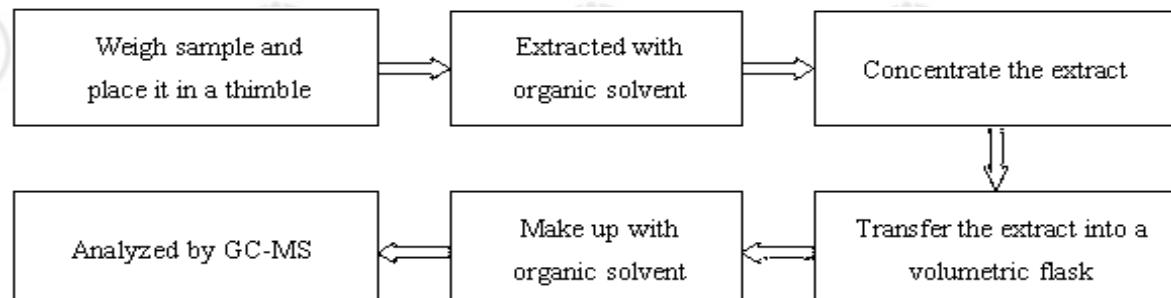 Weigh sample and
place it in a thimble
Extracted with
organic solvent
Concentrate the extract
Transfer the extract into a
volumetric flask
Make up with
organic solvent
Analyzed by GC-MS